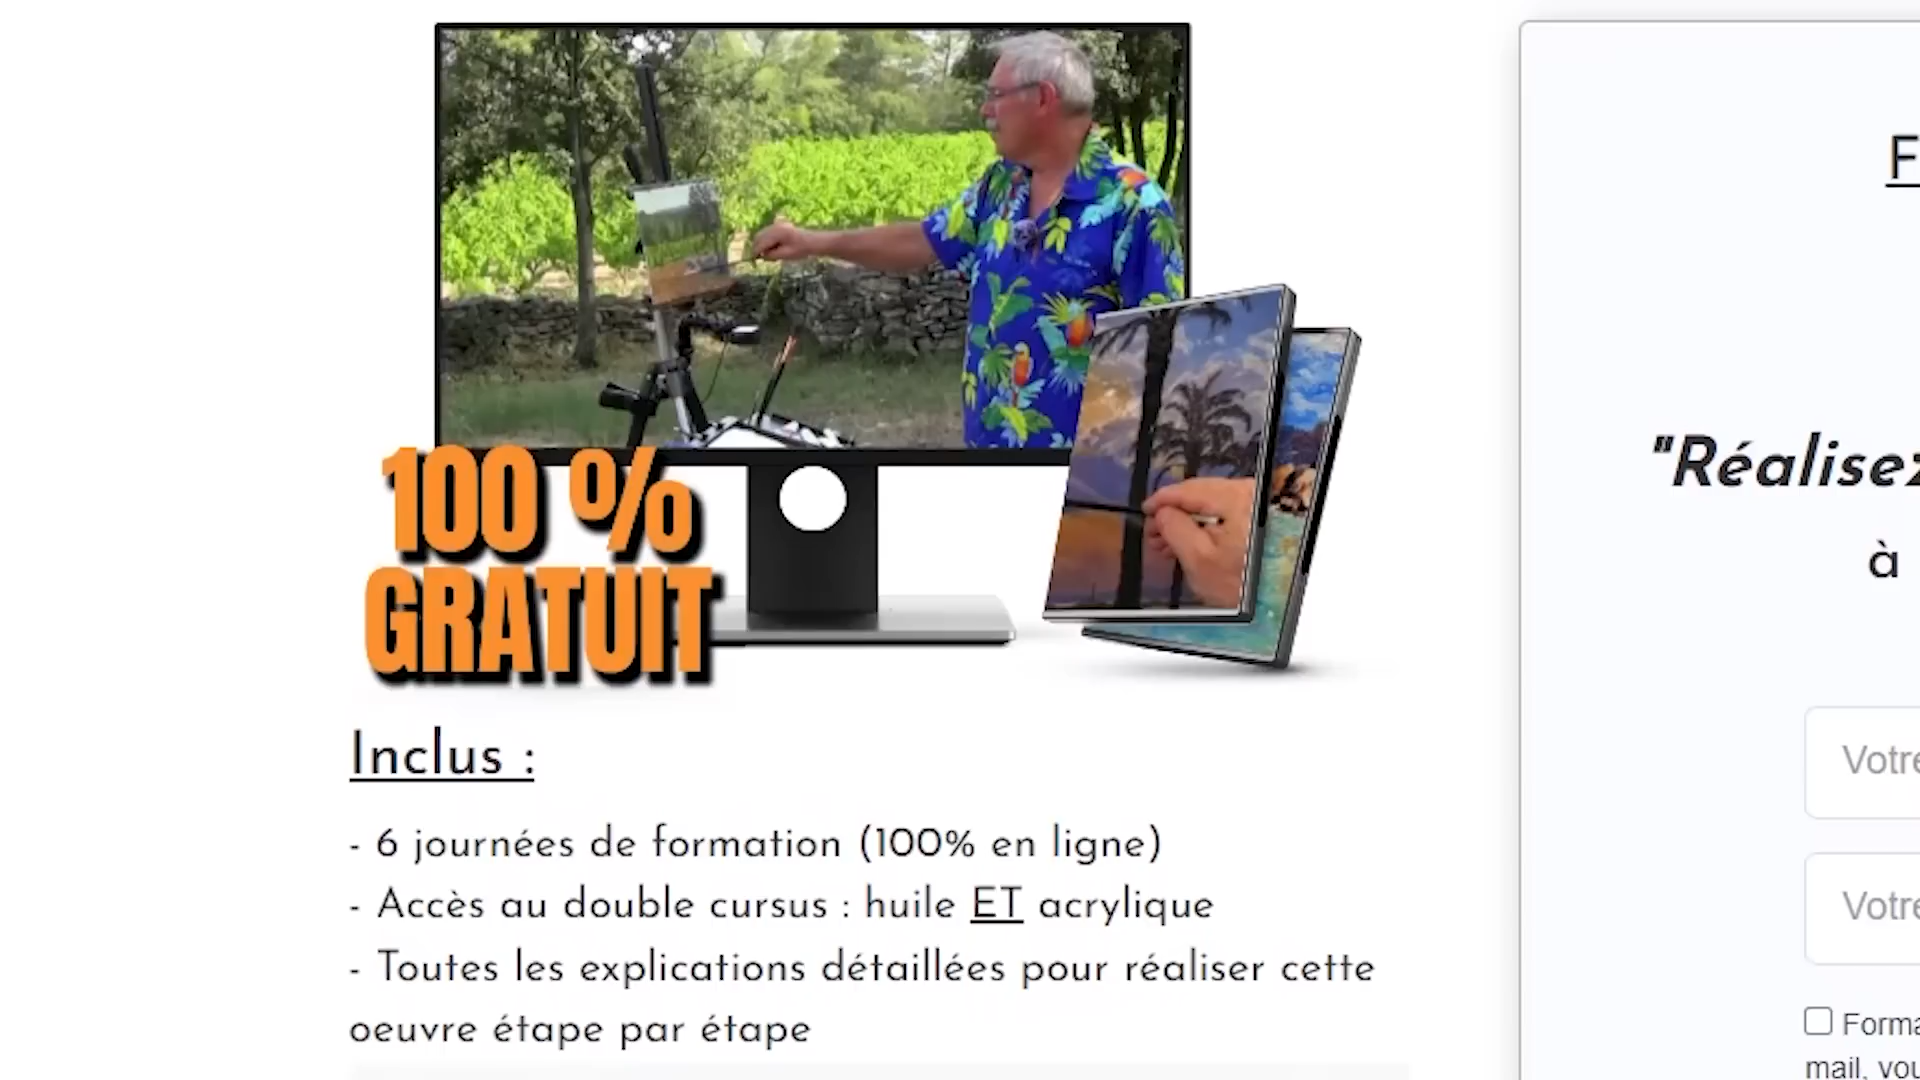 100 %
GRATUIT
Inclus :
- 6 journées de formation (100% en ligne)
- Accès au double cursus : huile ET acrylique
- Toutes les explications détaillées pour réaliser cette
oeuvre étape par étape
F
"Réalisez
à
Votre
Votre
Forma
mail, vou